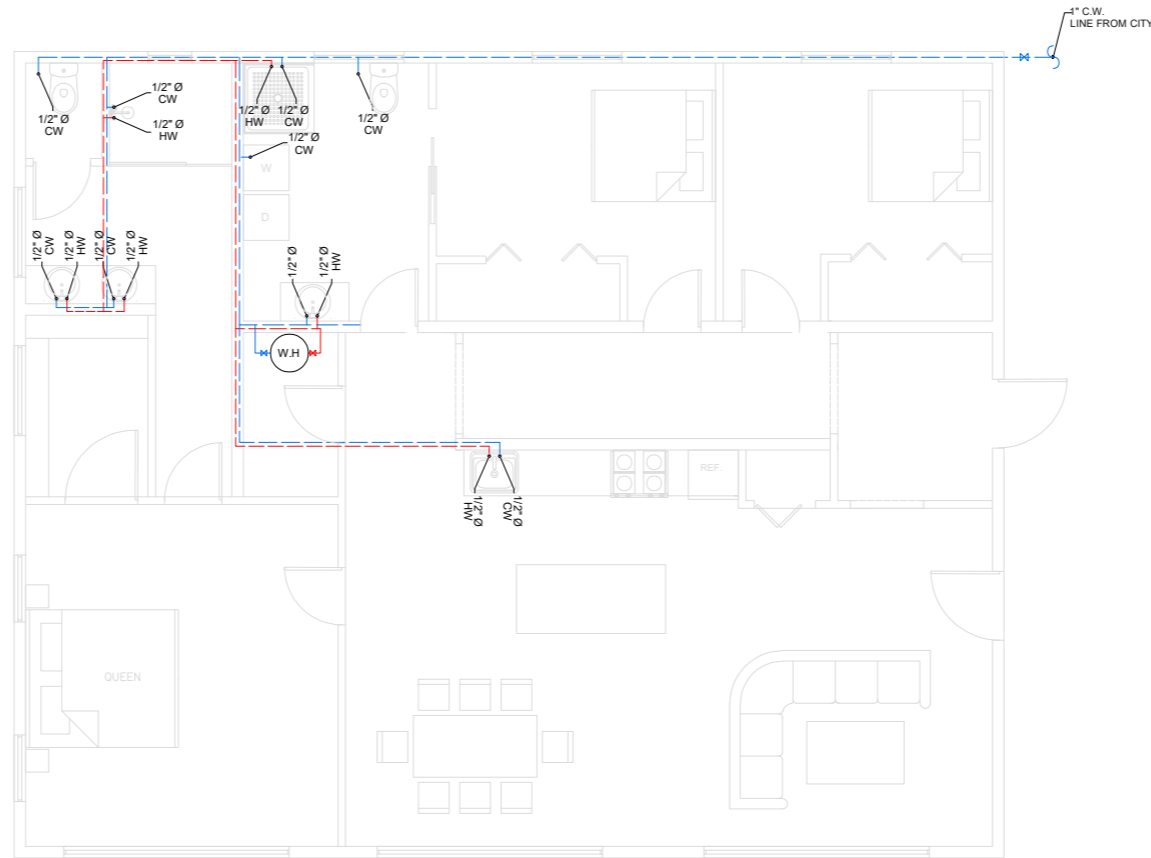 1" C.W.
LINE FROM CITY
1/2" Ø
CW
1/2" Ø
CW
1/2" Ø
HW
1/2" Ø
HW
1/2" Ø
CW
1/2" Ø
CW
1/2" Ø
CW
W
D
1/2" Ø
CW
1/2" Ø
HW
1/2" Ø
CW
1/2" Ø
HW
1/2" Ø
1/2" Ø
HW
W.H
REF.
1/2" Ø
HW
1/2" Ø
CW
QUEEN